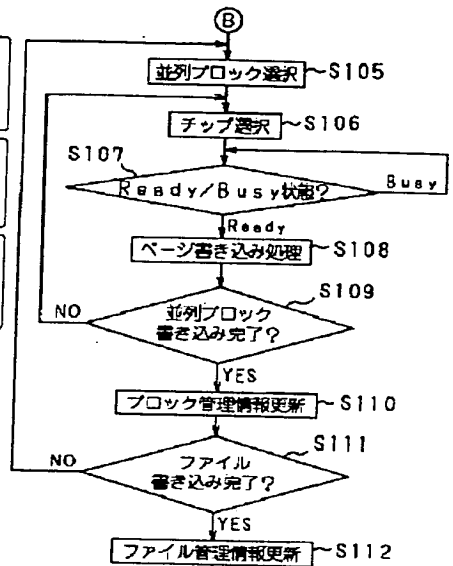 B
並列ブロック選択 ~S105
チップ選択 ~S106
S107
Ready/Busy状態?
Busy
Ready
ページ書き込み処理 ~S108
S109
並列ブロック
書き込み完了?
NO
YES
ブロック管理情報更新 ~S110
S111
ファイル
書き込み完了?
NO
YES
ファイル管理情報更新 ~S112